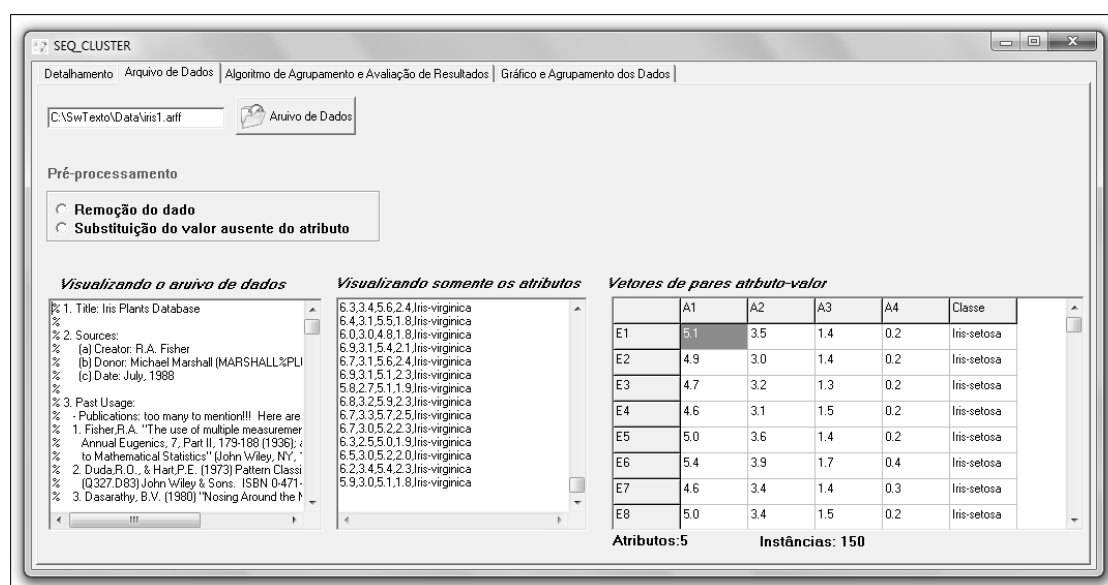 SEQ_CLUSTER
Detalhamento Arquivo de Dados Algoritmo de Agrupamento e Avaliação de Resultados Gráfico e Agrupamento dos Dados
C:\SwTexto\Data\iris1.arff Aruivo de Dados
Pré-processamento
Remoção do dado
Substituição do valor ausente do atributo
Visualizando o aruivo de dados
% 1. Title: Iris Plants Database
%
% 2. Sources:
% (a) Creator: R.A. Fisher
% (b) Donor: Michael Marshall (MARSHALL%PLU
% (c) Date: July, 1988
%
% 3. Past Usage:
% - Publications: too many to mention!!! Here are
% 1. Fisher,R.A. "The use of multiple measuremer
% Annual Eugenics, 7, Part II, 179-188 (1936); a
% to Mathematical Statistics" (John Wiley, NY,
% 2. Duda,R.O., & Hart,P.E. (1973) Pattern Classi
% (Q327.D83) John Wiley & Sons. ISBN 0-471-
% 3. Dasarathy, B.V. (1980) "Nosing Around the N
Visualizando somente os atributos
6.3,3.4,5.6,2.4,Iris-virginica
6.4,3.1,5.5,1.8,Iris-virginica
6.0,3.0,4.8,1.8,Iris-virginica
6.9,3.1,5.4,2.1,Iris-virginica
6.7,3.1,5.6,2.4,Iris-virginica
6.9,3.1,5.1,2.3,Iris-virginica
5.8,2.7,5.1,1.9,Iris-virginica
6.8,3.2,5.9,2.3,Iris-virginica
6.7,3.3,5.7,2.5,Iris-virginica
6.7,3.0,5.2,2.3,Iris-virginica
6.3,2.5,5.0,1.9,Iris-virginica
6.5,3.0,5.2,2.0,Iris-virginica
6.2,3.4,5.4,2.3,Iris-virginica
5.9,3.0,5.1,1.8,Iris-virginica
Vetores de pares atrbuto-valor
A1 A2 A3 A4 Classe
E1 5.1 3.5 1.4 0.2 Iris-setosa
E2 4.9 3.0 1.4 0.2 Iris-setosa
E3 4.7 3.2 1.3 0.2 Iris-setosa
E4 4.6 3.1 1.5 0.2 Iris-setosa
E5 5.0 3.6 1.4 0.2 Iris-setosa
E6 5.4 3.9 1.7 0.4 Iris-setosa
E7 4.6 3.4 1.4 0.3 Iris-setosa
E8 5.0 3.4 1.5 0.2 Iris-setosa
Atributos:5 Instâncias: 150